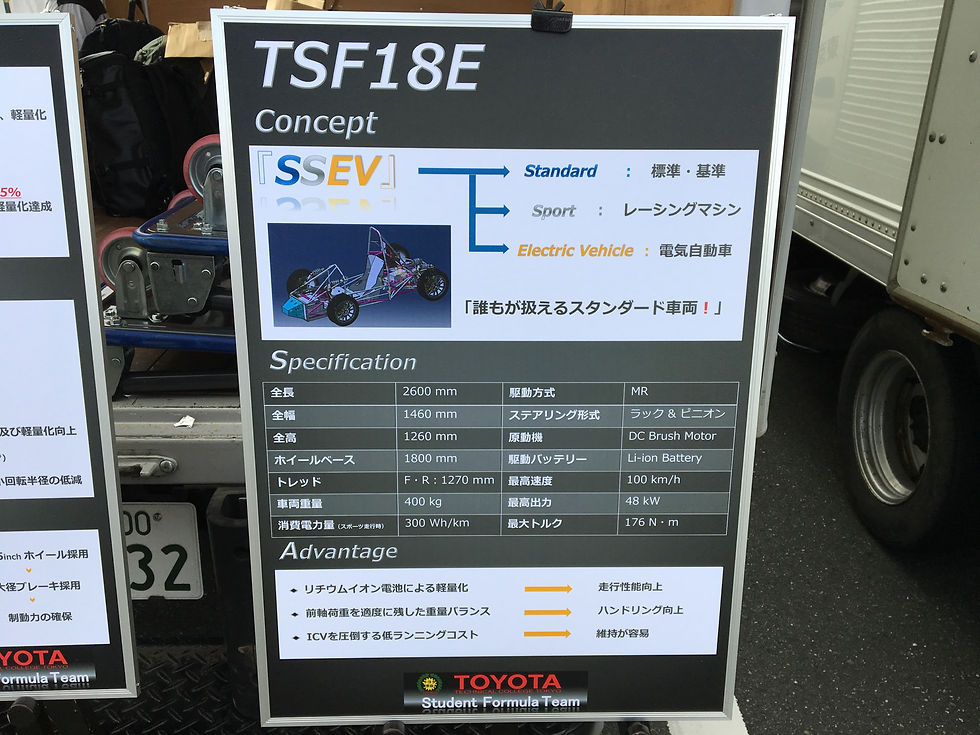 、軽量化
5%
軽量化達成
及び軽量化向上
小回転半径の低減
inch ホイール採用
大径ブレーキ採用
制動力の確保
YOTA
COLLEGE TOKYO
Formula Team
00
32
TSF18E
Concept
「SSEV」
Standard : 標準・基準
Sport : レーシングマシン
Electric Vehicle : 電気自動車
「誰もが扱えるスタンダード車両！」
Specification
全長 2600 mm 駆動方式 MR
全幅 1460 mm ステアリング形式 ラック & ピニオン
全高 1260 mm 原動機 DC Brush Motor
ホイールベース 1800 mm 駆動バッテリー Li-ion Battery
トレッド F・R：1270 mm 最高速度 100 km/h
車両重量 400 kg 最高出力 48 kW
消費電力量（スポーツ走行時） 300 Wh/km 最大トルク 176 N・m
Advantage
リチウムイオン電池による軽量化 走行性能向上
前輪荷重を適度に残した重量バランス ハンドリング向上
ICVを圧倒する低ランニングコスト 維持が容易
TOYOTA
TECHNICAL COLLEGE TOKYO
Student Formula Team